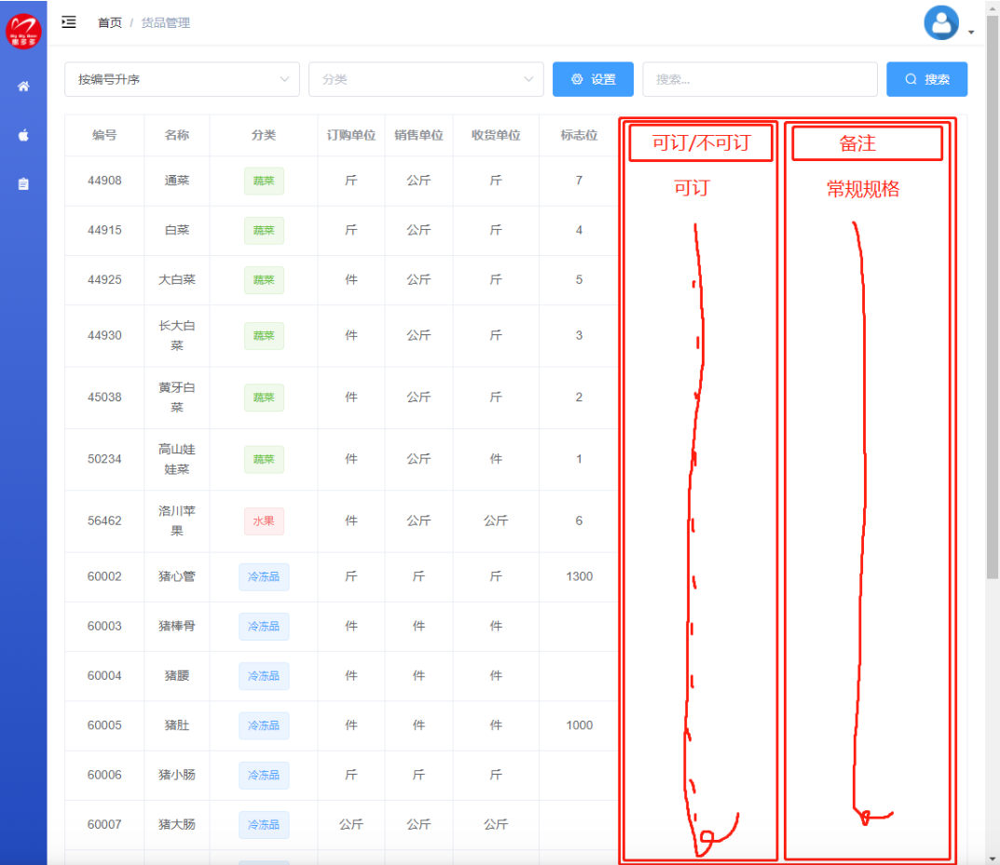 首页 / 货品管理
惠多多
按编号升序 分类 设置 搜索... 搜索
编号 名称 分类 订购单位 销售单位 收货单位 标志位 可订/不可订 备注
44908 通菜 蔬菜 斤 公斤 斤 7 可订 常规规格
44915 白菜 蔬菜 斤 公斤 斤 4
44925 大白菜 蔬菜 件 公斤 斤 5
44930 长大白菜 蔬菜 件 公斤 斤 3
45038 黄牙白菜 蔬菜 件 公斤 斤 2
50234 高山娃娃菜 蔬菜 件 公斤 件 1
56462 洛川苹果 水果 件 公斤 公斤 6
60002 猪心管 冷冻品 斤 斤 斤 1300
60003 猪棒骨 冷冻品 件 件 件
60004 猪腰 冷冻品 件 件 件
60005 猪肚 冷冻品 件 件 件 1000
60006 猪小肠 冷冻品 斤 斤 斤
60007 猪大肠 冷冻品 公斤 公斤 公斤